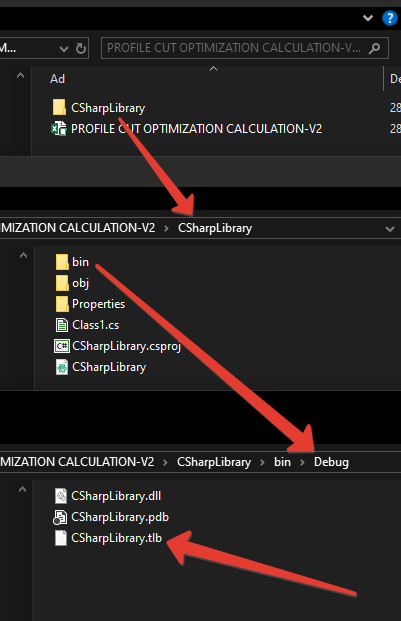 ?
M...
PROFILE CUT OPTIMIZATION CALCULATION-V...
Ad
De
CSharpLibrary
28
PROFILE CUT OPTIMIZATION CALCULATION-V2
28
IMIZATION CALCULATION-V2 > CSharpLibrary
bin
obj
Properties
Class1.cs
C# CSharpLibrary.csproj
CSharpLibrary
MIZATION CALCULATION-V2 > CSharpLibrary > bin > Debug
CSharpLibrary.dll
CSharpLibrary.pdb
CSharpLibrary.tlb